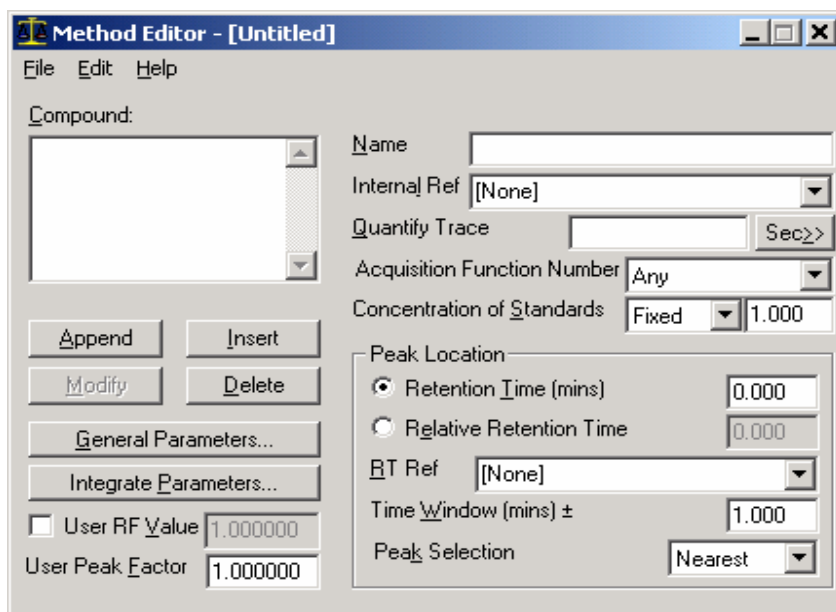 Method Editor - [Untitled]
File Edit Help
Compound:
Name
Internal Ref [None]
Quantify Trace Sec>>
Acquisition Function Number Any
Concentration of Standards Fixed 1.000
Append Insert
Modify Delete
General Parameters...
Integrate Parameters...
User RF Value 1.000000
User Peak Factor 1.000000
Peak Location
Retention Time (mins) 0.000
Relative Retention Time 0.000
RT Ref [None]
Time Window (mins) ± 1.000
Peak Selection Nearest